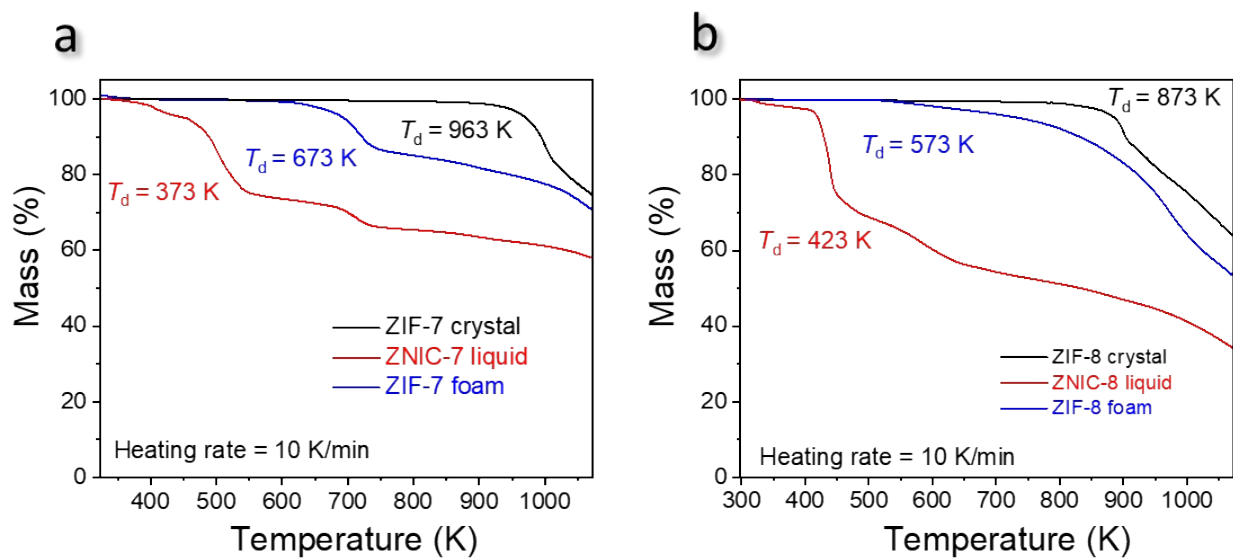 a
100
80
60
40
20
0
Mass (%)
T_d = 963 K
T_d = 673 K
T_d = 373 K
ZIF-7 crystal
ZNIC-7 liquid
ZIF-7 foam
Heating rate = 10 K/min
400 500 600 700 800 900 1000
Temperature (K)
b
100
80
60
40
20
0
Mass (%)
T_d = 873 K
T_d = 573 K
T_d = 423 K
ZIF-8 crystal
ZNIC-8 liquid
ZIF-8 foam
Heating rate = 10 K/min
300 400 500 600 700 800 900 1000
Temperature (K)